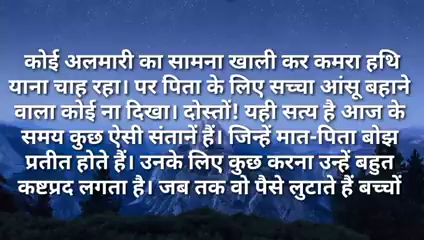 कोई अलमारी का सामना खाली कर कमरा हथि
याना चाह रहा। पर पिता के लिए सच्चा आंसू बहाने
वाला कोई ना दिखा। दोस्तों! यही सत्य है आज के
समय कुछ ऐसी संतानें हैं। जिन्हें मात-पिता बोझ
प्रतीत होते हैं। उनके लिए कुछ करना उन्हें बहुत
कष्टप्रद लगता है। जब तक वो पैसे लुटाते हैं बच्चों